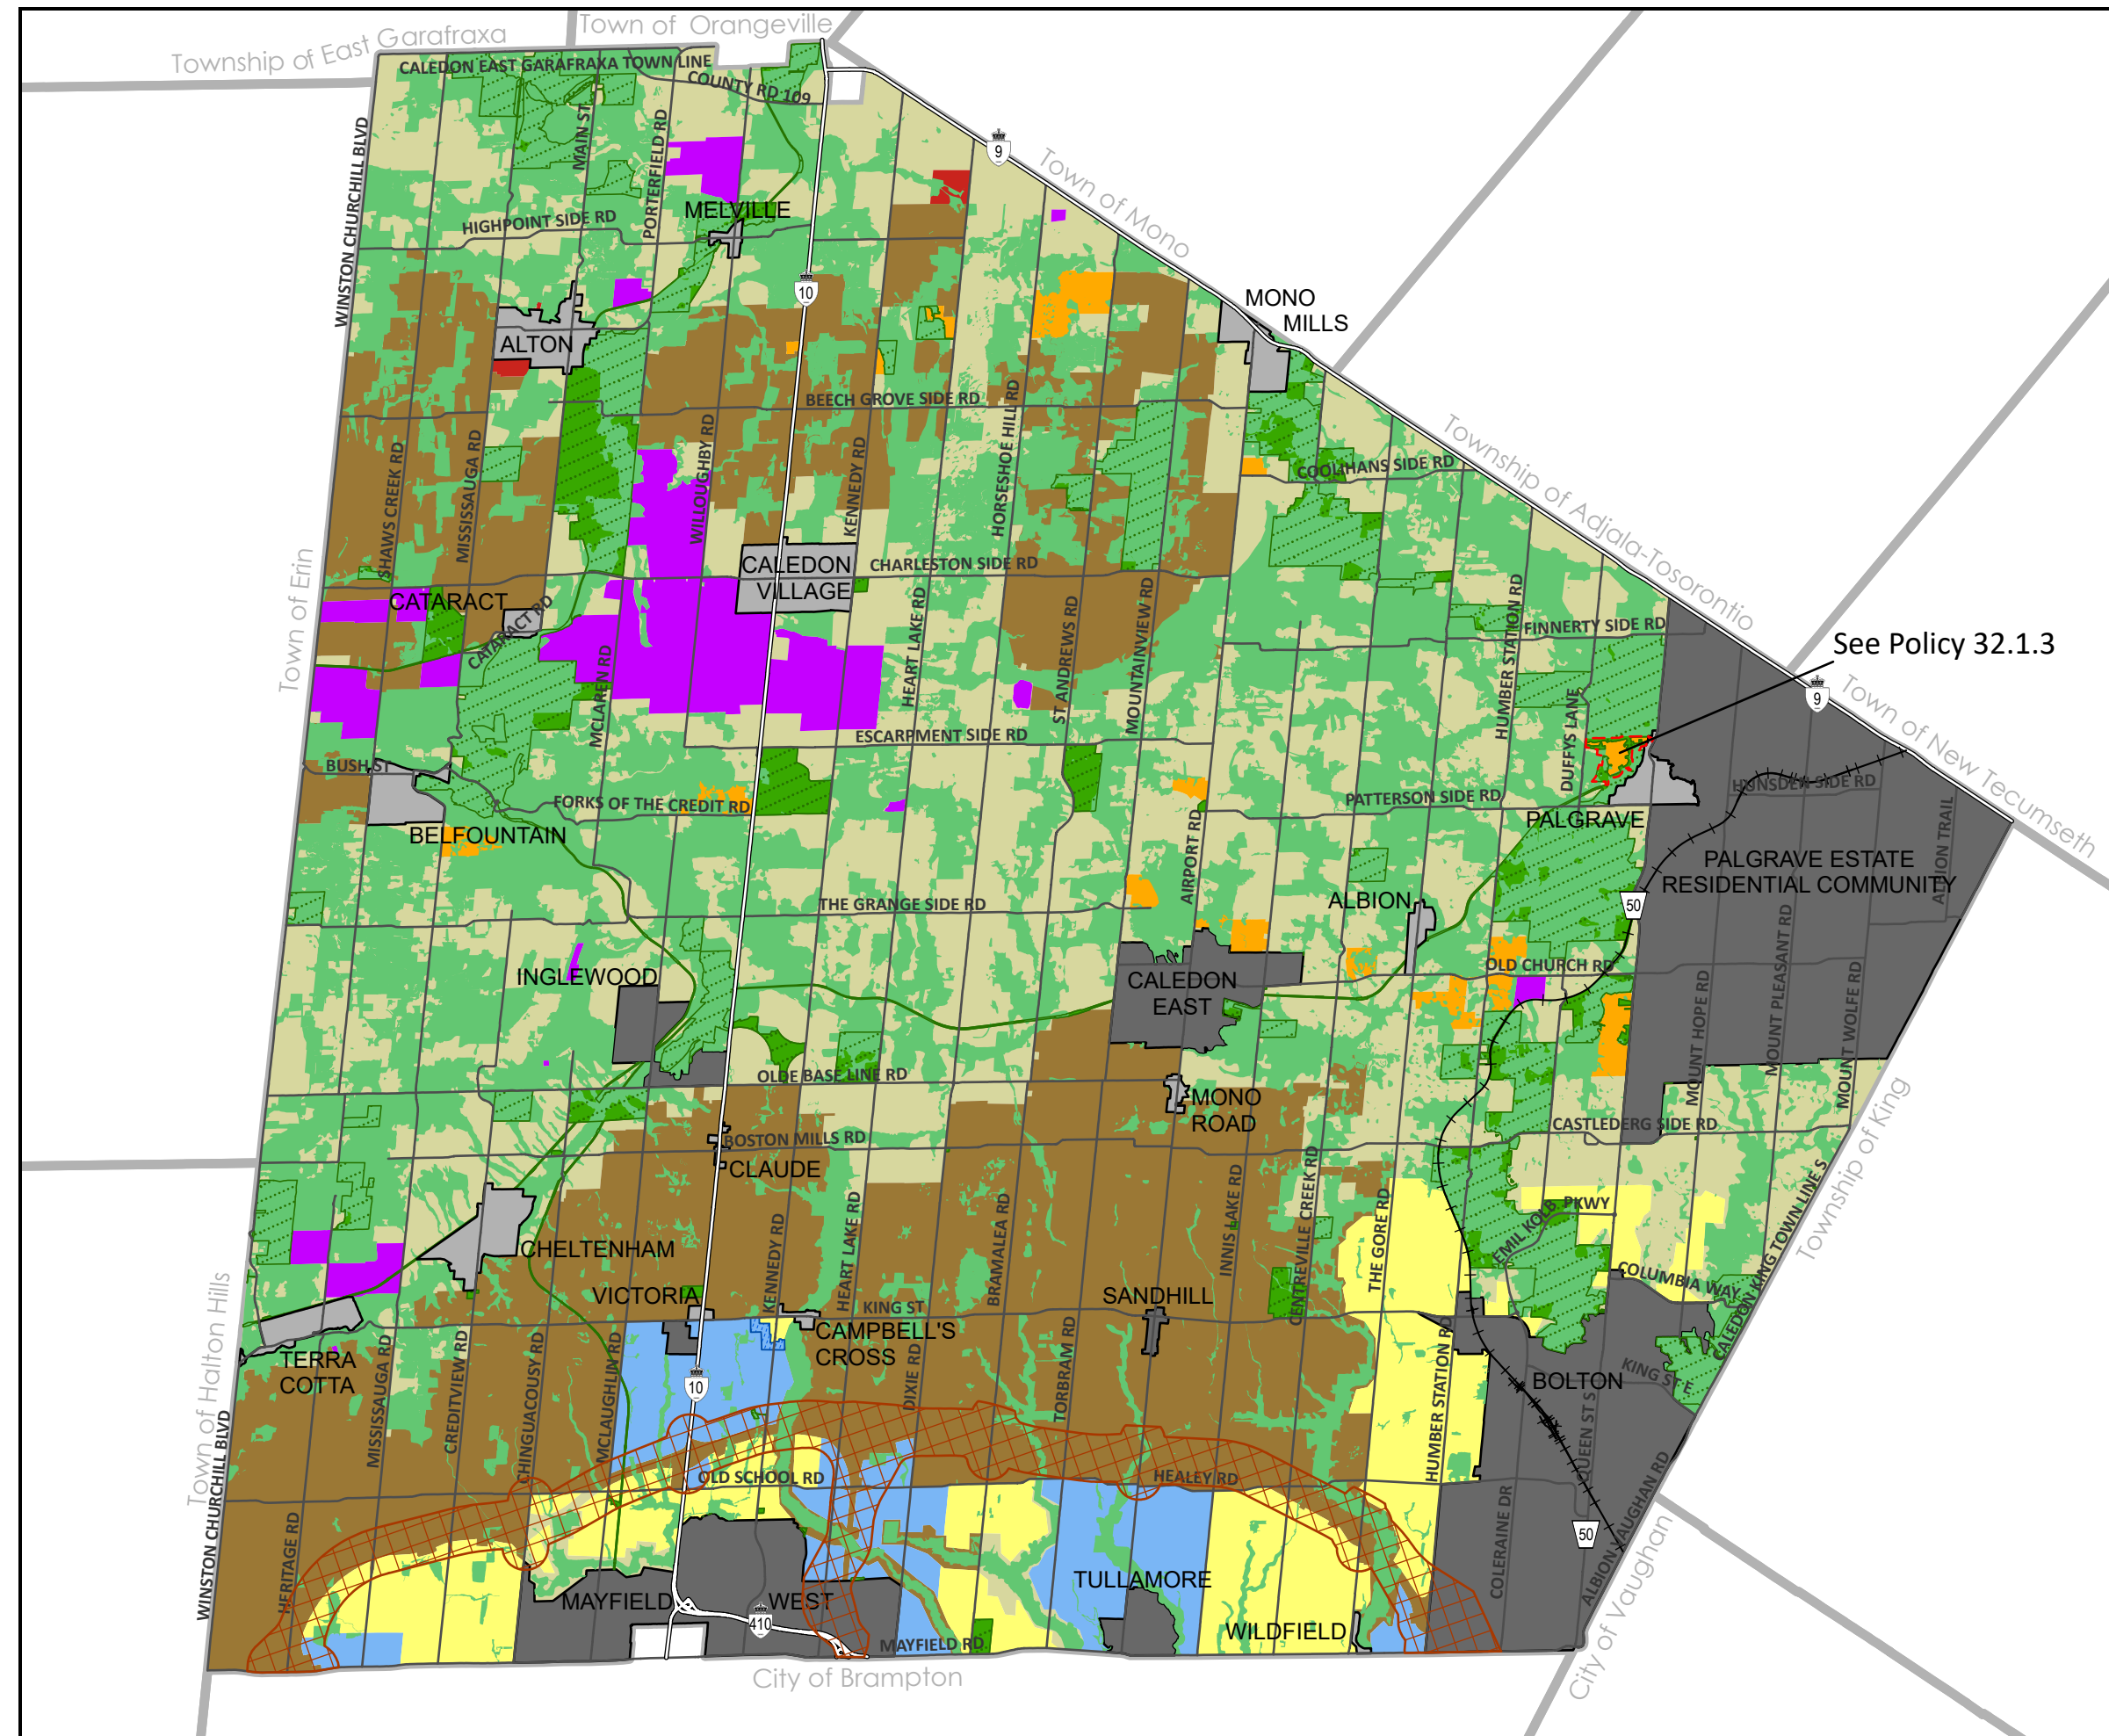 Township of East Garafraxa
Town of Orangeville
CALEDON EAST GARAFRAXA TOWN LINE
COUNTY RD 109
WINSTON CHURCHILL BLVD
MAIN ST
PORTERFIELD RD
9
Town of Mono
MELVILLE
HIGHPOINT SIDE RD
10
MONO
MILLS
ALTON
BEECH GROVE SIDE RD
SHAWS CREEK RD
MISSISSAUGA RD
WILLOUGHBY RD
KENNEDY RD
HORSESHOE HILL RD
COOLIHANS SIDE RD
Township of Adjala-Tosorontio
Town of Erin
CALEDON
VILLAGE
CHARLESTON SIDE RD
CATARACT
CATARACT RD
HEART LAKE RD
ST ANDREWS RD
MOUNTAINVIEW RD
HUMBER STATION RD
FINNERTY SIDE RD
See Policy 32.1.3
MCLAREN RD
DUFFYS LANE
9
Town of New Tecumseth
ESCARPMENT SIDE RD
BUSH ST
FORKS OF THE CREDIT RD
PATTERSON SIDE RD
HUNSDEN SIDE RD
BELFOUNTAIN
PALGRAVE
AIRPORT RD
ALBION TRAIL
PALGRAVE ESTATE
RESIDENTIAL COMMUNITY
THE GRANGE SIDE RD
ALBION
50
MOUNT PLEASANT RD
INGLEWOOD
CALEDON
EAST
OLD CHURCH RD
MOUNT HOPE RD
MOUNT WOLFE RD
OLDE BASE LINE RD
MONO
ROAD
BOSTON MILLS RD
CASTLEDERG SIDE RD
CLAUDE
Township of King
CALEDON KING TOWN LINE S
CHELTENHAM
KENNEDY RD
HEART LAKE RD
BRAMALEA RD
INNIS LAKE RD
CENTREVILLE CREEK RD
THE GORE RD
EMIL KOLB
PKWY
COLUMBIA WAY
Town of Halton Hills
VICTORIA
KING ST
CAMPBELL'S
CROSS
SANDHILL
TERRA
COTTA
MISSISSAUGA RD
CREDITVIEW RD
CHINGUACOUSY RD
MCLAUGHLIN RD
10
DIXIE RD
TORBRAM RD
HUMBER STATION RD
BOLTON
KING ST E
QUEEN ST S
WINSTON CHURCHILL BLVD
HERITAGE RD
OLD SCHOOL RD
HEALEY RD
COLERAINE DR
50
ALBION VAUGHAN RD
City of Vaughan
MAYFIELD
WEST
410
TULLAMORE
WILDFIELD
MAYFIELD RD
City of Brampton